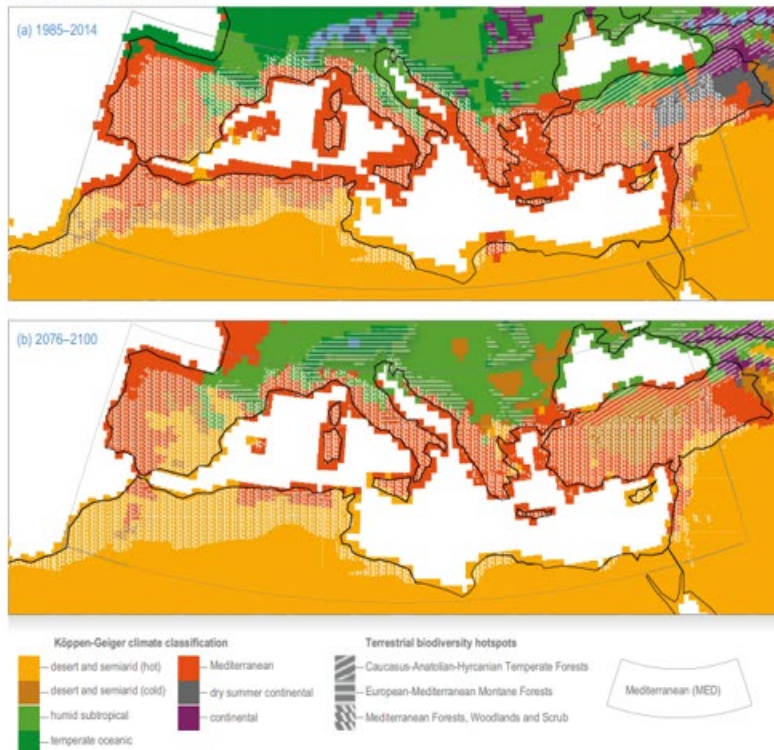 (a) 1985–2014
(b) 2076–2100
Köppen-Geiger climate classification
desert and semiarid (hot)
desert and semiarid (cold)
humid subtropical
temperate oceanic
Mediterranean
dry summer continental
continental
Terrestrial biodiversity hotspots
Caucasus-Anatolian-Hyrcanian Temperate Forests
European-Mediterranean Montane Forests
Mediterranean Forests, Woodlands and Scrub
Mediterranean (MED)